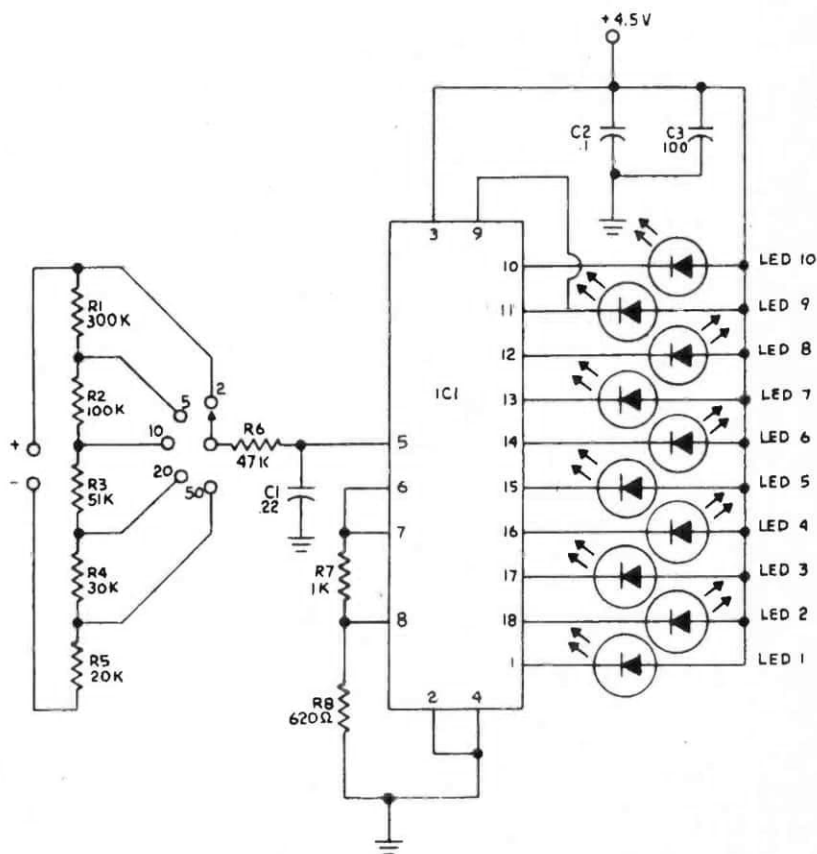 +4.5V
C2
.1
C3
100
3
9
10
LED 10
11
LED 9
12
LED 8
13
LED 7
14
LED 6
15
LED 5
16
LED 4
17
LED 3
18
LED 2
1
LED 1
IC1
R1
300K
R2
100K
R3
51K
R4
30K
R5
20K
+
-
2
5
10
20
50
R6
47K
C1
.22
5
6
7
8
R7
1K
R8
620Ω
2
4